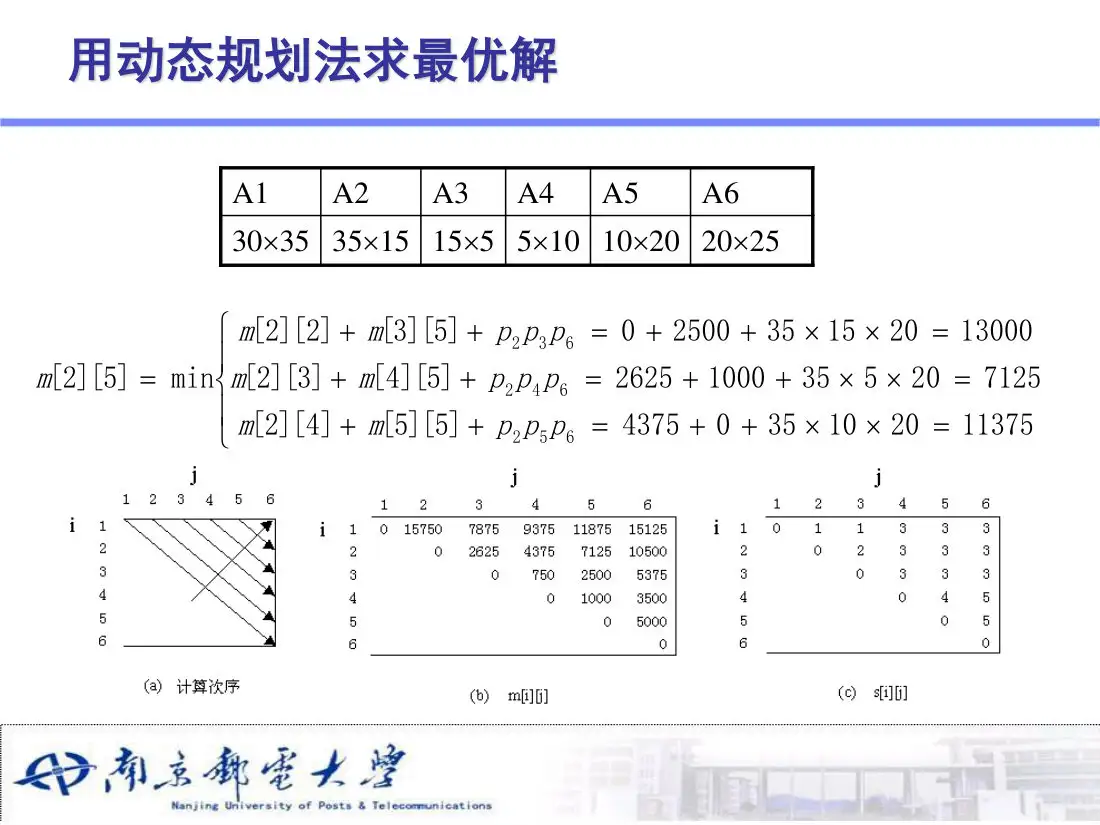 用动态规划法求最优解
A1 A2 A3 A4 A5 A6
30×35 35×15 15×5 5×10 10×20 20×25
m[2][2] + m[3][5] + p₂p₃p₆ = 0 + 2500 + 35 × 15 × 20 = 13000
m[2][5] = min m[2][3] + m[4][5] + p₂p₄p₆ = 2625 + 1000 + 35 × 5 × 20 = 7125
m[2][4] + m[5][5] + p₂p₅p₆ = 4375 + 0 + 35 × 10 × 20 = 11375
j
1 2 3 4 5 6
i 1
2
3
4
5
6
(a) 计算次序
j
1 2 3 4 5 6
i 1 0 15750 7875 9375 11875 15125
2 0 2625 4375 7125 10500
3 0 750 2500 5375
4 0 1000 3500
5 0 5000
6 0
(b) m[i][j]
j
1 2 3 4 5 6
i 1 0 1 1 3 3 3
2 0 2 3 3 3
3 0 3 3 3
4 0 4 5
5 0 5
6 0
(c) s[i][j]
南京郵電大學
Nanjing University of Posts & Telecommunications